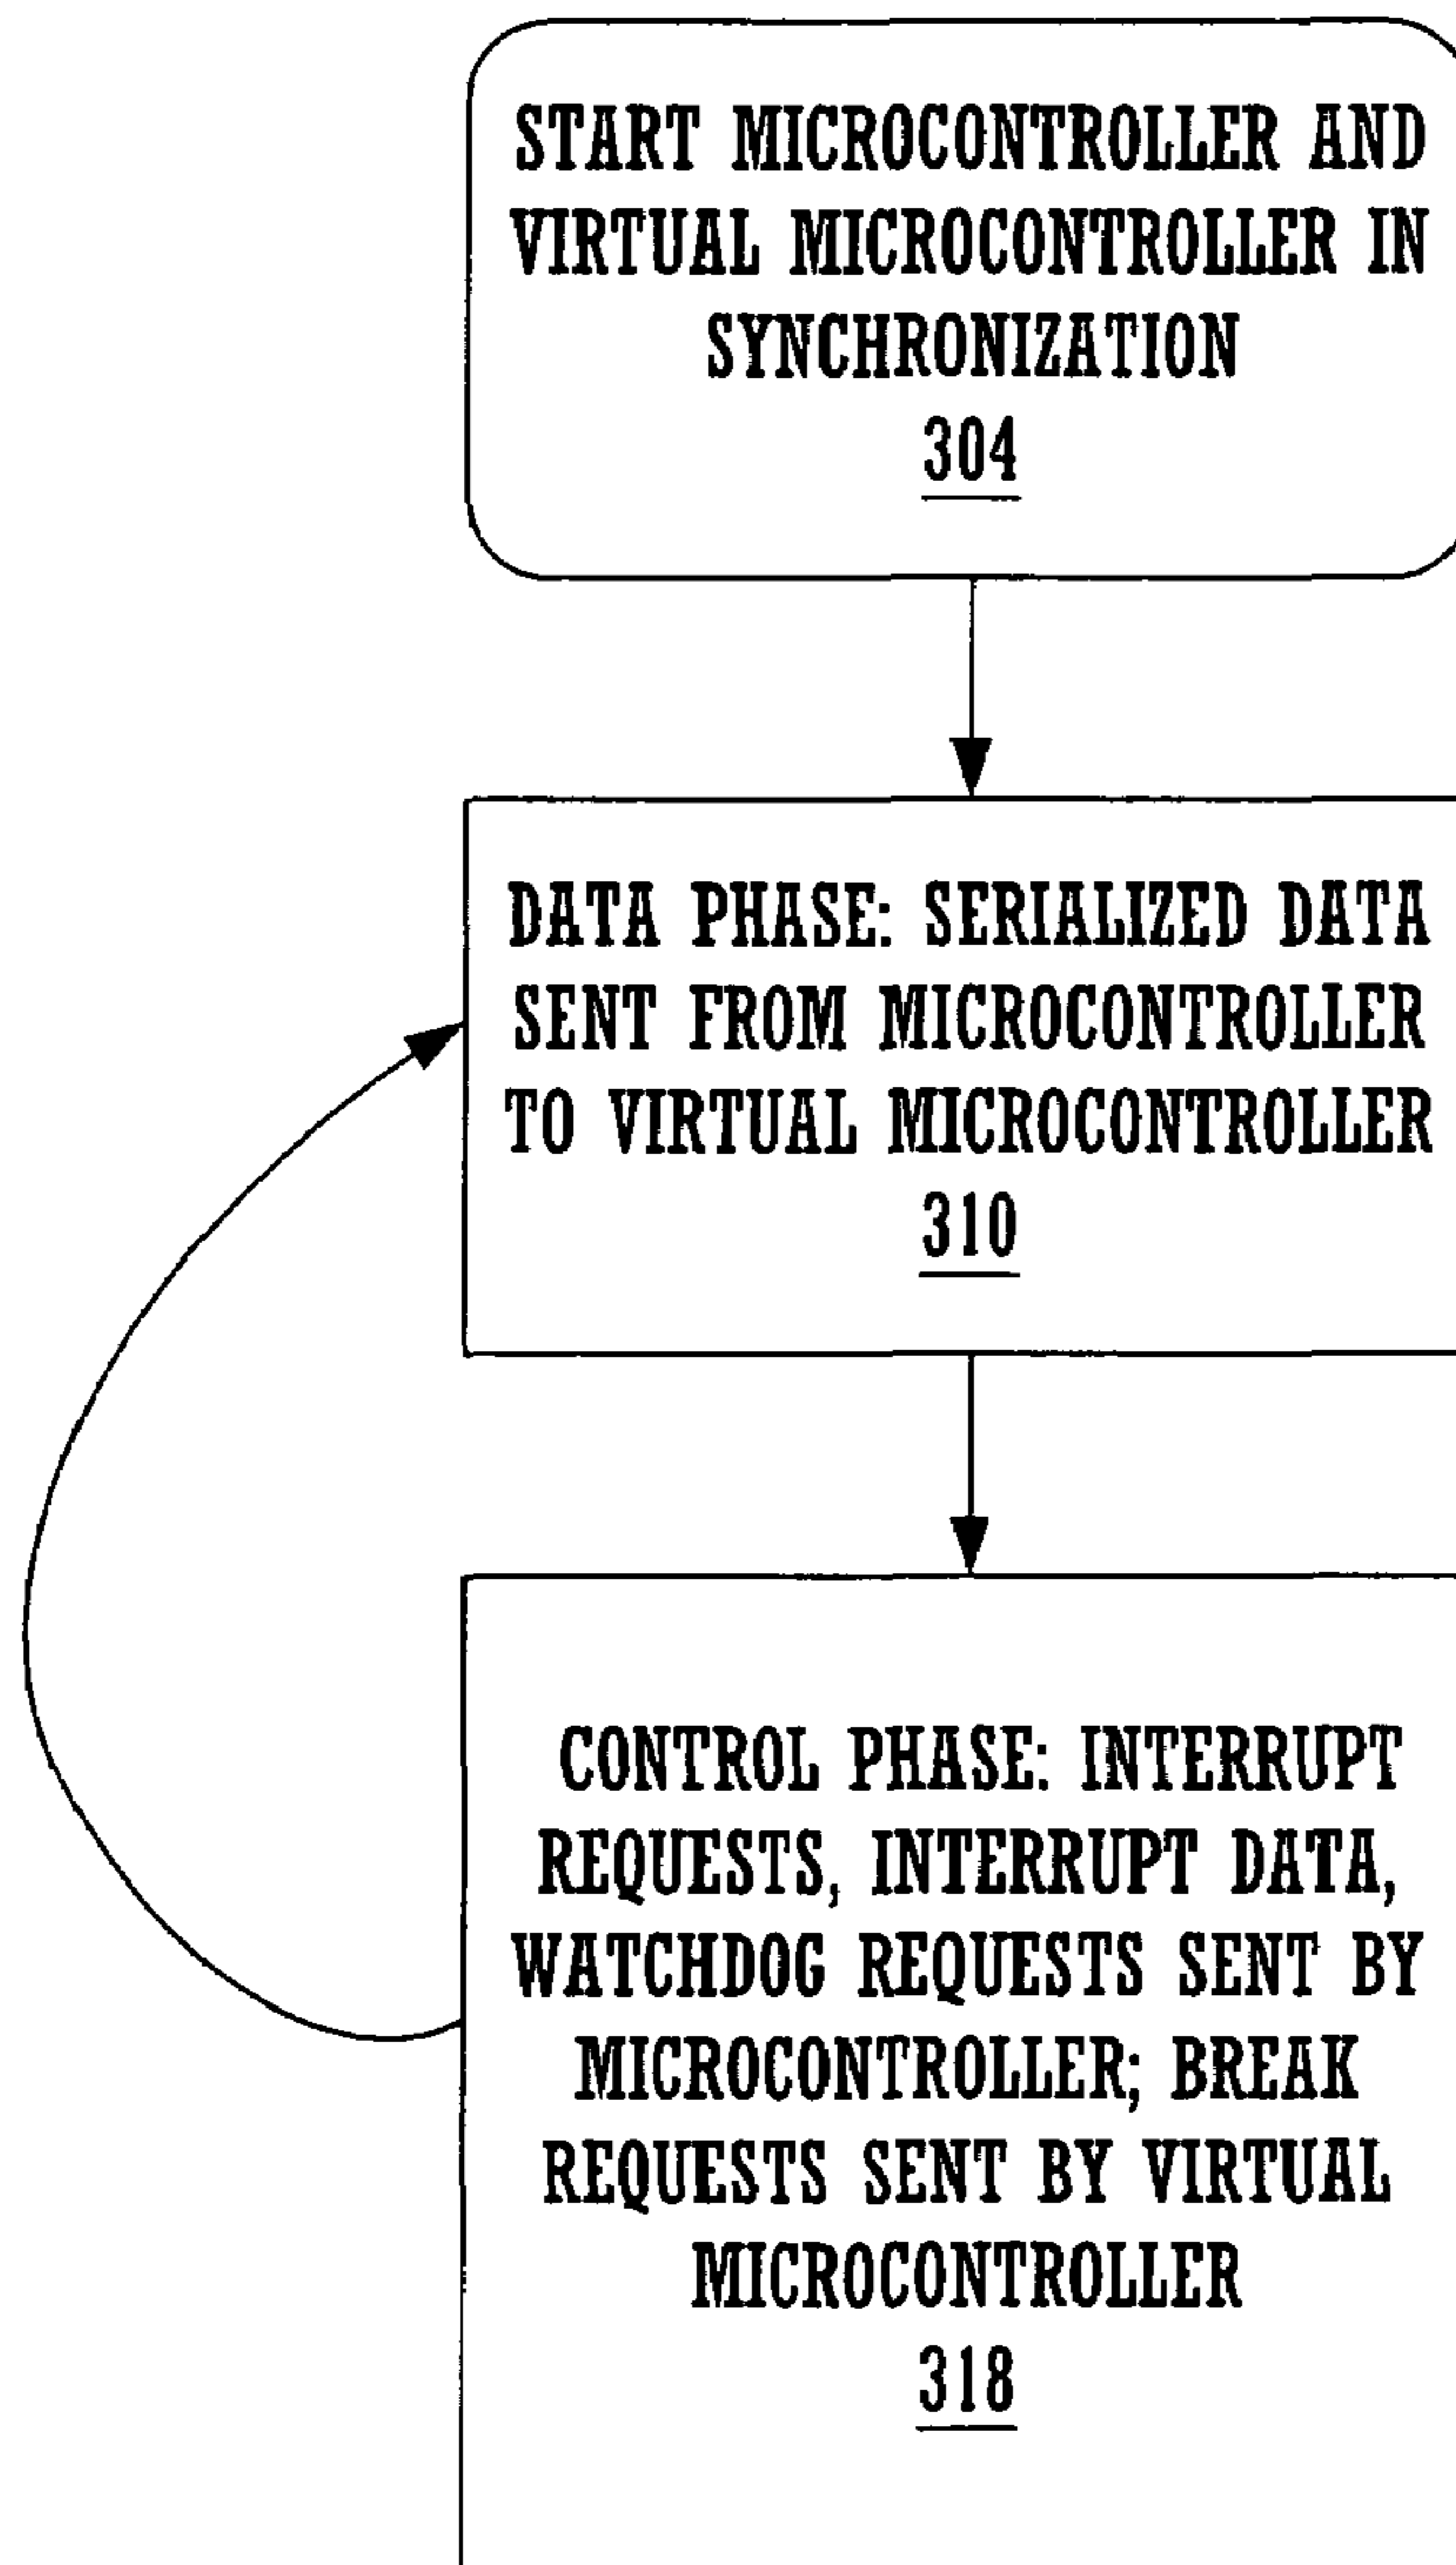 START MICROCONTROLLER AND
VIRTUAL MICROCONTROLLER IN
SYNCHRONIZATION
304
DATA PHASE: SERIALIZED DATA
SENT FROM MICROCONTROLLER
TO VIRTUAL MICROCONTROLLER
310
CONTROL PHASE: INTERRUPT
REQUESTS, INTERRUPT DATA,
WATCHDOG REQUESTS SENT BY
MICROCONTROLLER; BREAK
REQUESTS SENT BY VIRTUAL
MICROCONTROLLER
318